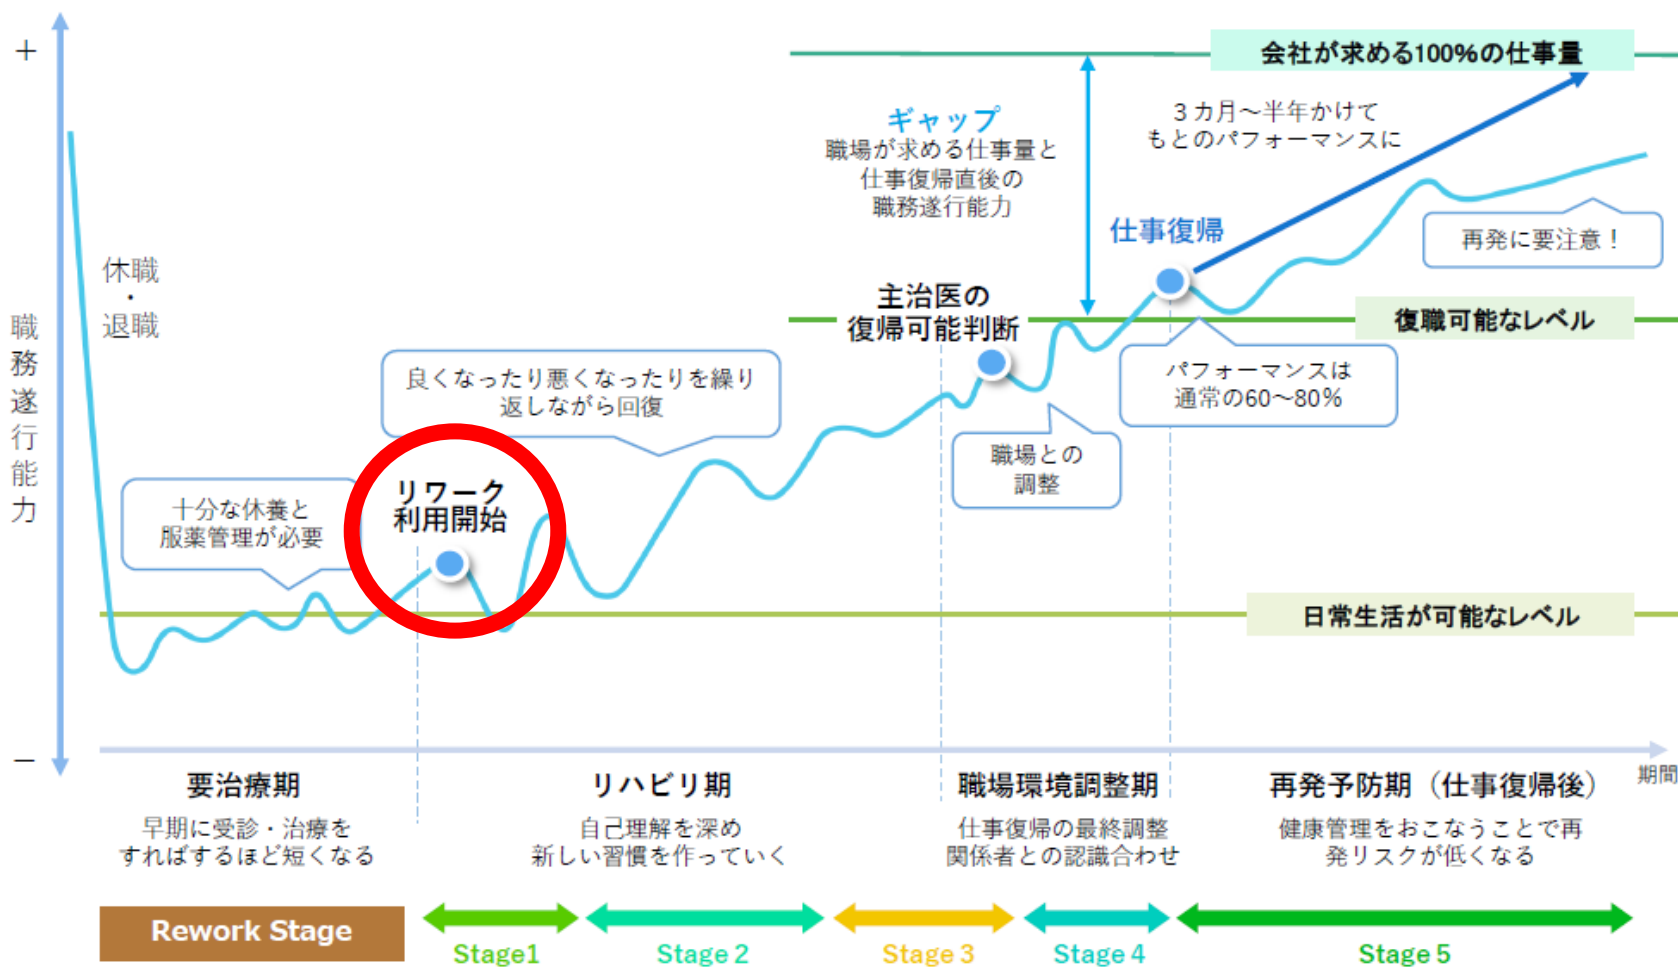 ＋
会社が求める100%の仕事量
ギャップ
職場が求める仕事量と
仕事復帰直後の
職務遂行能力
３カ月～半年かけて
もとのパフォーマンスに
仕事復帰
再発に要注意！
休職
・
退職
職務遂行能力
主治医の
復帰可能判断
復職可能なレベル
良くなったり悪くなったりを繰り
返しながら回復
パフォーマンスは
通常の60～80%
職場との
調整
十分な休養と
服薬管理が必要
リワーク
利用開始
日常生活が可能なレベル
－
期間
要治療期
早期に受診・治療を
すればするほど短くなる
リハビリ期
自己理解を深め
新しい習慣を作っていく
職場環境調整期
仕事復帰の最終調整
関係者との認識合わせ
再発予防期（仕事復帰後）
健康管理をおこなうことで再
発リスクが低くなる
Rework Stage
Stage1
Stage 2
Stage 3
Stage 4
Stage 5